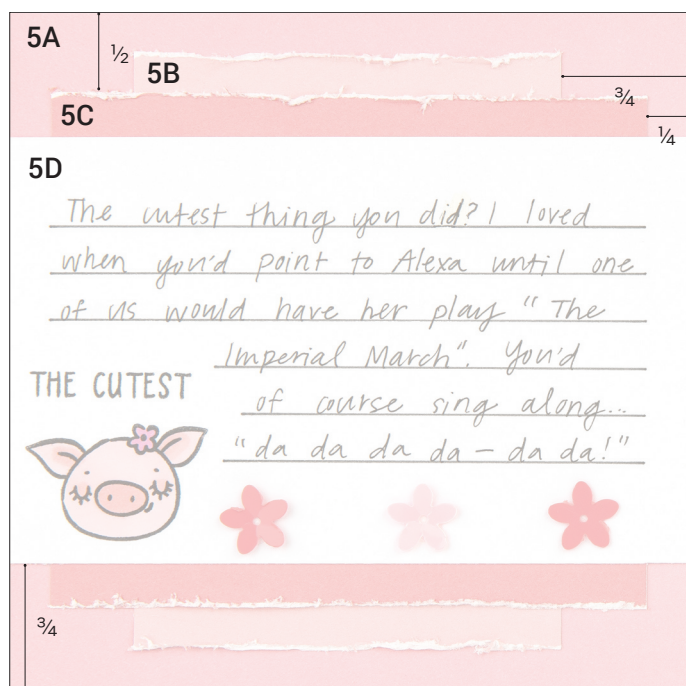 5A
½
5B
¾
5C
¼
5D
The cutest thing you did? I loved
when you'd point to Alexa until one
of us would have her play "The
Imperial March". You'd
THE CUTEST
of course sing along...
"da da da da – da da!"
¾